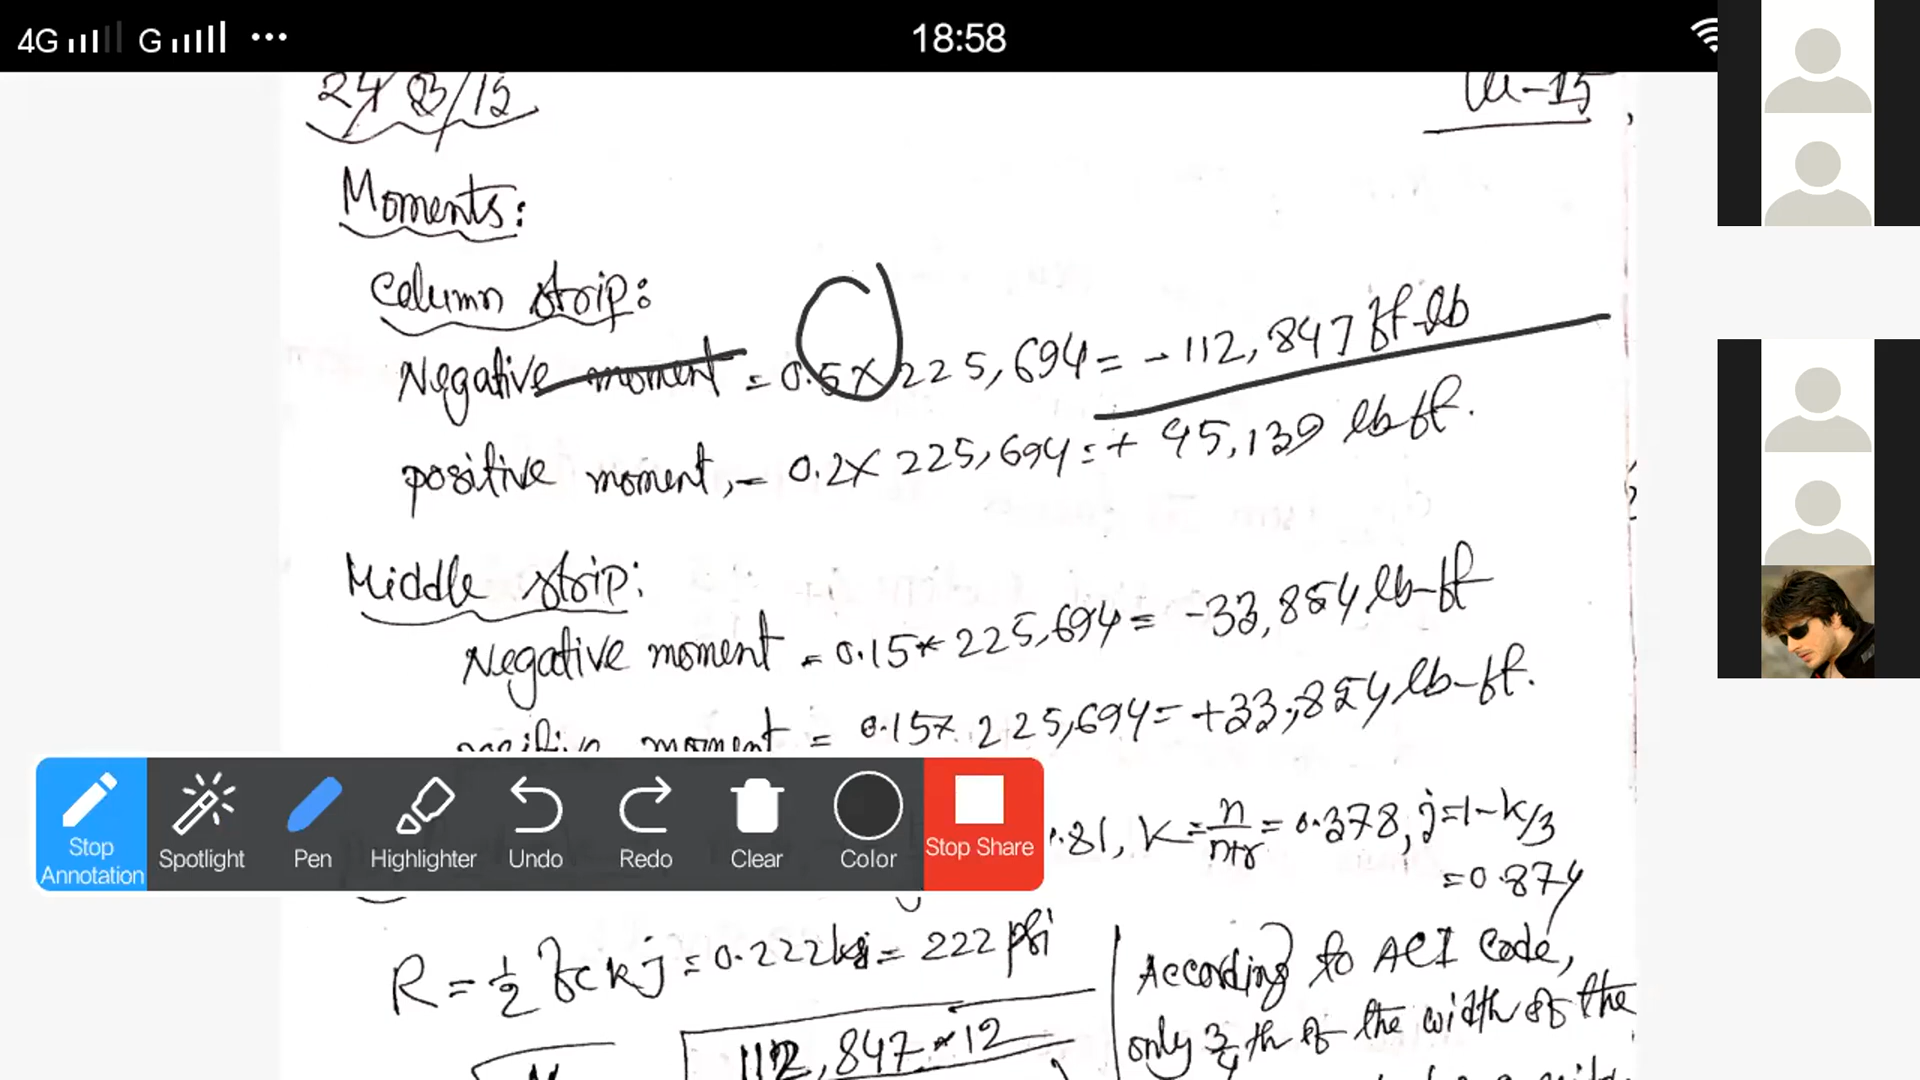 4G G ... 18:58
24/8/15
Moments:
Column strip:
Negative moment = 0.5 × 225,694 = - 112,847 ff-lb
positive moment, = 0.2 × 225,694 = + 45,139 lb ft.
Middle strip:
Negative moment = 0.15 * 225,694 = -33,854 lb-ft
positive moment = 0.15 × 225,694 = +33,854 lb-ft.
.81, K = n/n+r = 0.378, j = 1 - k/3
= 0.874
Stop Annotation
Spotlight
Pen
Highlighter
Undo
Redo
Clear
Color
Stop Share
R = 1/2 fc k j = 0.222 ksi = 222 psi
112,847 * 12
According to ACI Code,
only 3/4 th of the width of the